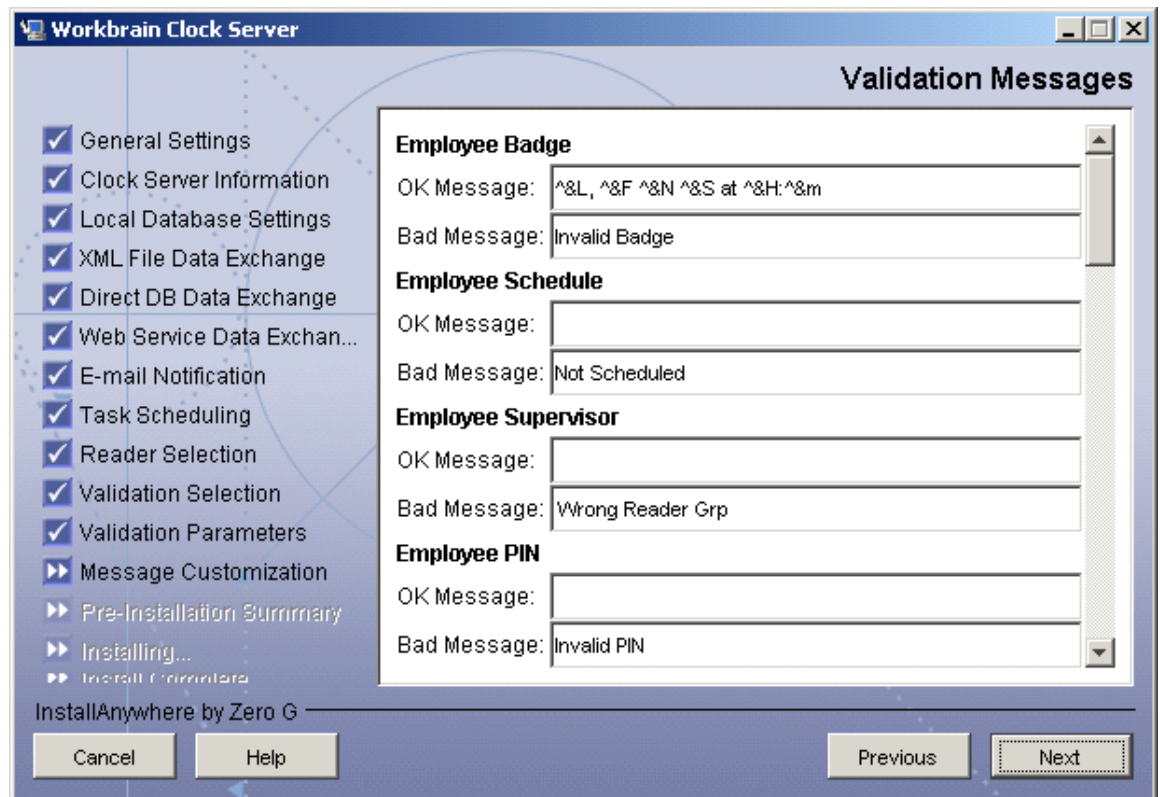 Workbrain Clock Server
Validation Messages
General Settings
Clock Server Information
Local Database Settings
XML File Data Exchange
Direct DB Data Exchange
Web Service Data Exchan...
E-mail Notification
Task Scheduling
Reader Selection
Validation Selection
Validation Parameters
Message Customization
Pre-Installation Summary
Installing...
Install Complete
Employee Badge
OK Message: ^&L, ^&F ^&N ^&S at ^&H:^&m
Bad Message: Invalid Badge
Employee Schedule
OK Message:
Bad Message: Not Scheduled
Employee Supervisor
OK Message:
Bad Message: Wrong Reader Grp
Employee PIN
OK Message:
Bad Message: Invalid PIN
InstallAnywhere by Zero G
Cancel Help Previous Next